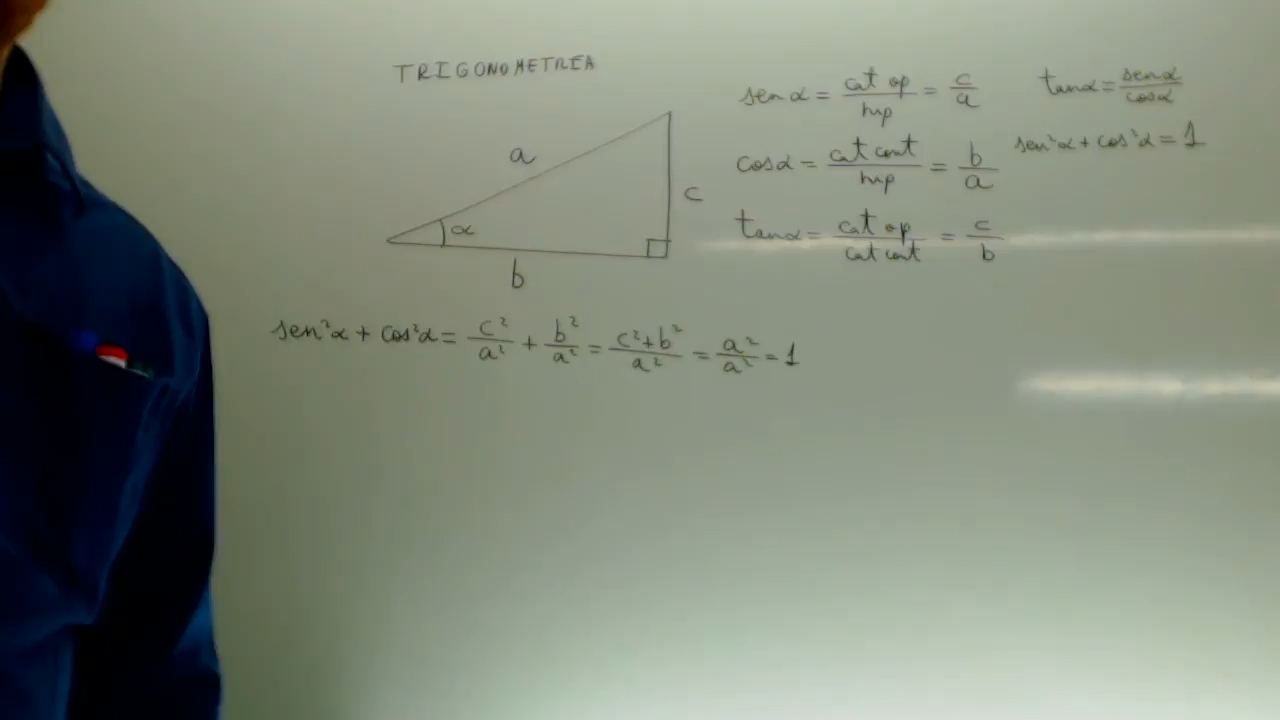 TRIGONOMETRÍA
a
α
b
c
sen α = cat op / hip = c / a
cos α = cat cont / hip = b / a
tan α = cat op / cat cont = c / b
tan α = sen α / cos α
sen²α + cos²α = 1
sen²α + cos²α = c²/a² + b²/a² = c²+b²/a² = a²/a² = 1